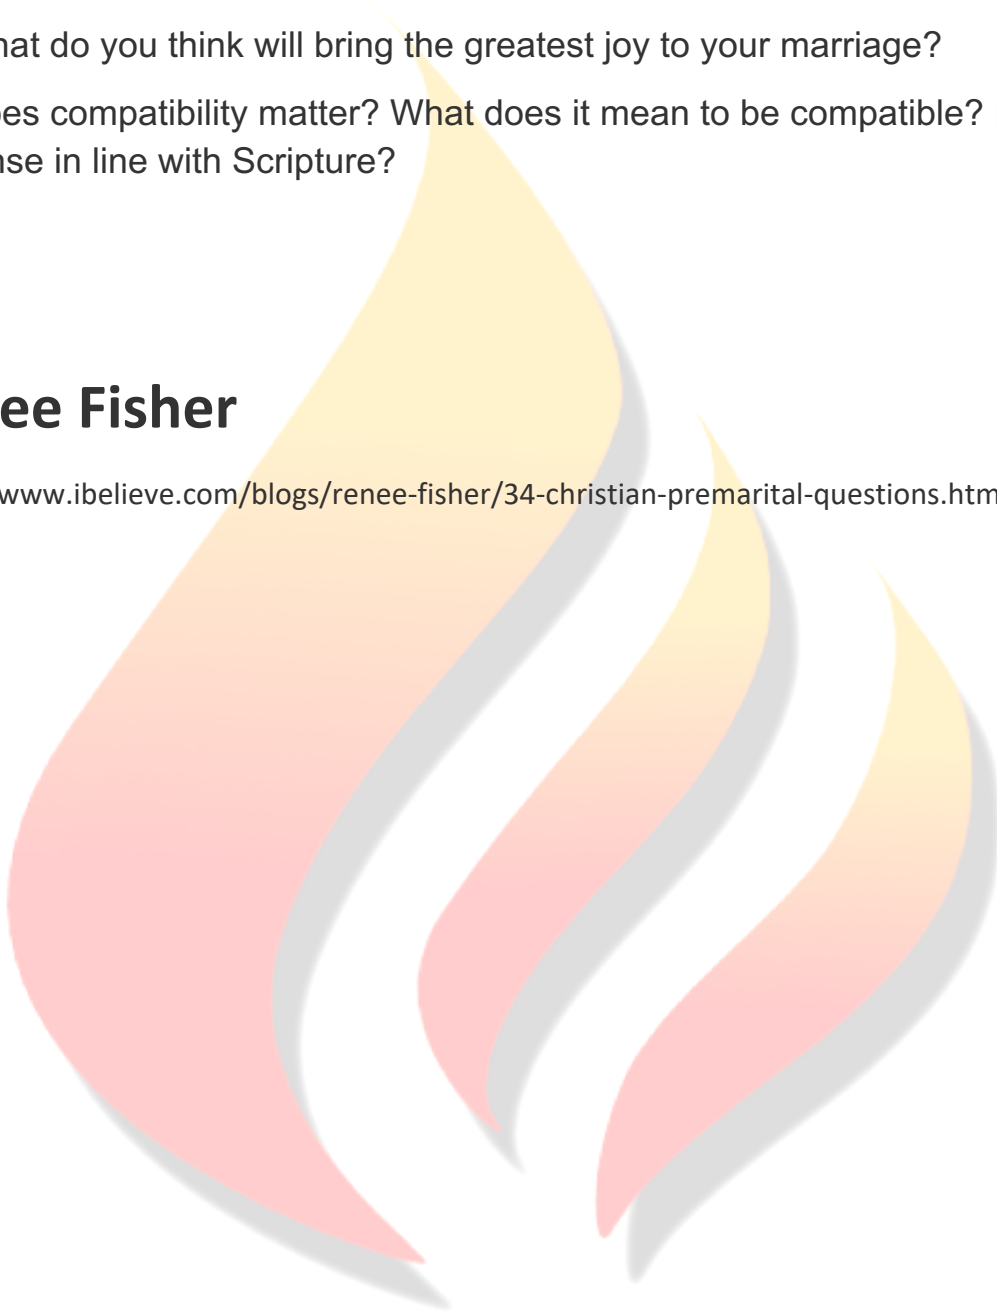 hat do you think will bring the greatest joy to your marriage?
es compatibility matter? What does it mean to be compatible?
nse in line with Scripture?
ee Fisher
www.ibelieve.com/blogs/renee-fisher/34-christian-premarital-questions.htm